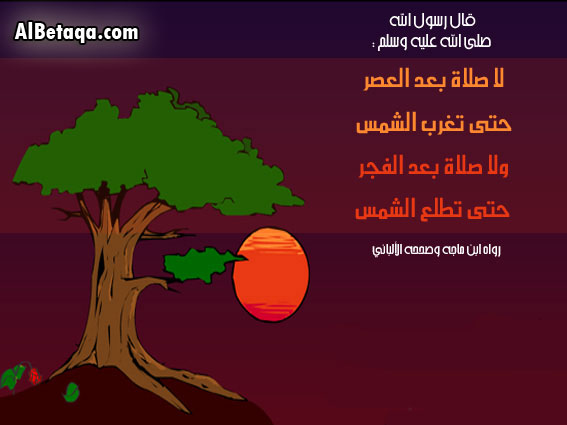 AlBetaqa.com
قال رسول الله
صلى الله عليه وسلم :
لا صلاة بعد العصر
حتى تغرب الشمس
ولا صلاة بعد الفجر
حتى تطلع الشمس
رواه ابن ماجه وصححه الألباني